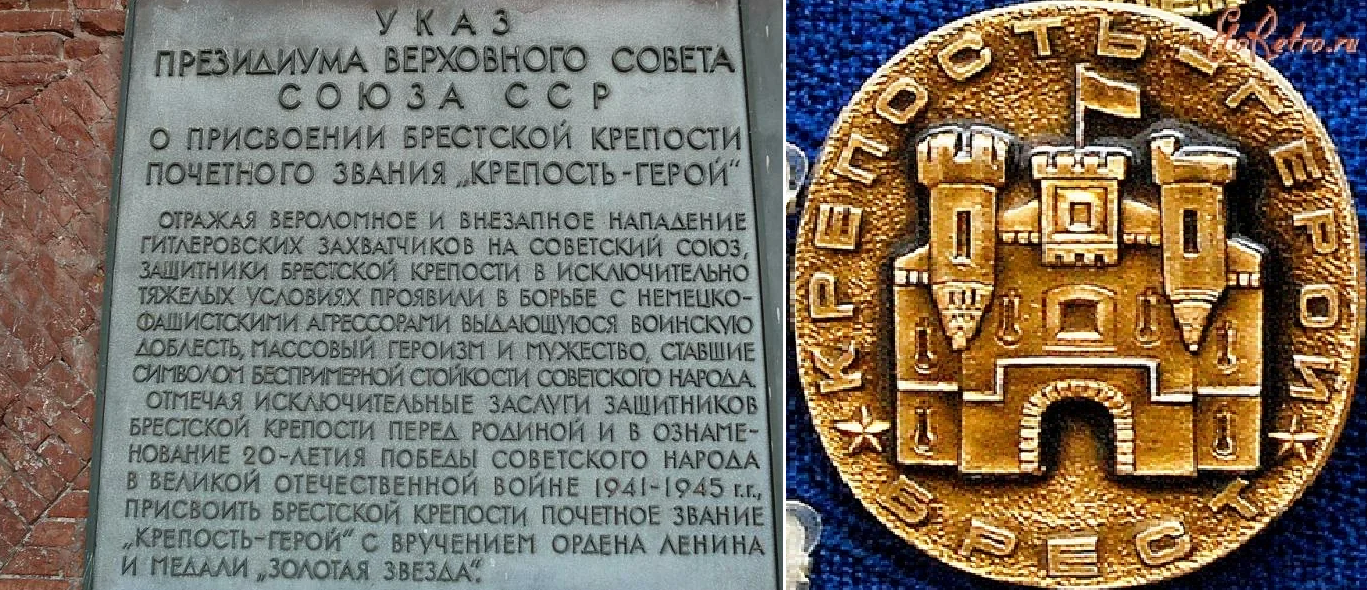 УКАЗ
ПРЕЗИДИУМА ВЕРХОВНОГО СОВЕТА
СОЮЗА ССР
О ПРИСВОЕНИИ БРЕСТСКОЙ КРЕПОСТИ
ПОЧЕТНОГО ЗВАНИЯ „КРЕПОСТЬ-ГЕРОЙ“
ОТРАЖАЯ ВЕРОЛОМНОЕ И ВНЕЗАПНОЕ НАПАДЕНИЕ
ГИТЛЕРОВСКИХ ЗАХВАТЧИКОВ НА СОВЕТСКИЙ СОЮЗ,
ЗАЩИТНИКИ БРЕСТСКОЙ КРЕПОСТИ В ИСКЛЮЧИТЕЛЬНО
ТЯЖЕЛЫХ УСЛОВИЯХ ПРОЯВИЛИ В БОРЬБЕ С НЕМЕЦКО-
ФАШИСТСКИМИ АГРЕССОРАМИ ВЫДАЮЩУЮСЯ ВОИНСКУЮ
ДОБЛЕСТЬ, МАССОВЫЙ ГЕРОИЗМ И МУЖЕСТВО, СТАВШИЕ
СИМВОЛОМ БЕСПРИМЕРНОЙ СТОЙКОСТИ СОВЕТСКОГО НАРОДА.
ОТМЕЧАЯ ИСКЛЮЧИТЕЛЬНЫЕ ЗАСЛУГИ ЗАЩИТНИКОВ
БРЕСТСКОЙ КРЕПОСТИ ПЕРЕД РОДИНОЙ И В ОЗНАМЕ-
НОВАНИЕ 20-ЛЕТИЯ ПОБЕДЫ СОВЕТСКОГО НАРОДА
В ВЕЛИКОЙ ОТЕЧЕСТВЕННОЙ ВОЙНЕ 1941-1945 г.г.,
ПРИСВОИТЬ БРЕСТСКОЙ КРЕПОСТИ ПОЧЕТНОЕ ЗВАНИЕ
„КРЕПОСТЬ-ГЕРОЙ“ С ВРУЧЕНИЕМ ОРДЕНА ЛЕНИНА
И МЕДАЛИ „ЗОЛОТАЯ ЗВЕЗДА“.
КРЕПОСТЬ-ГЕРОЙ
БРЕСТ
EtoRetro.ru